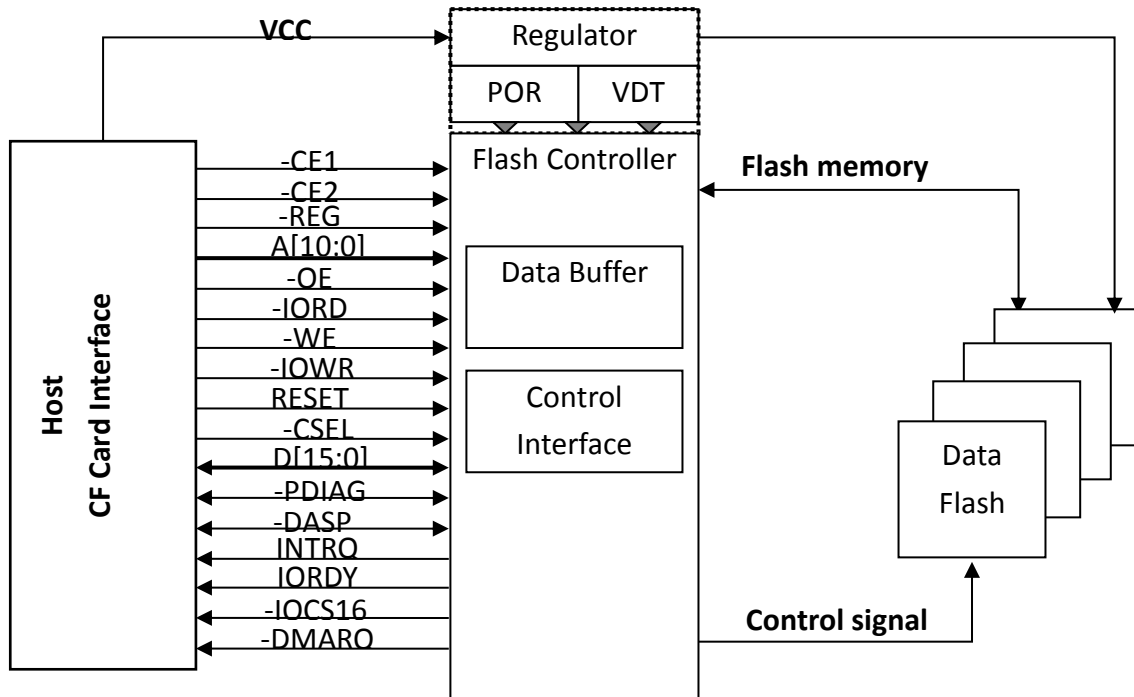 VCC
Regulator
POR
VDT
Flash Controller
-CE1
-CE2
-REG
A[10:0]
-OE
-IORD
-WE
-IOWR
RESET
-CSEL
D[15:0]
-PDIAG
-DASP
INTRQ
IORDY
-IOCS16
-DMARQ
Host
CF Card Interface
Data Buffer
Control
Interface
Flash memory
Data
Flash
Control signal